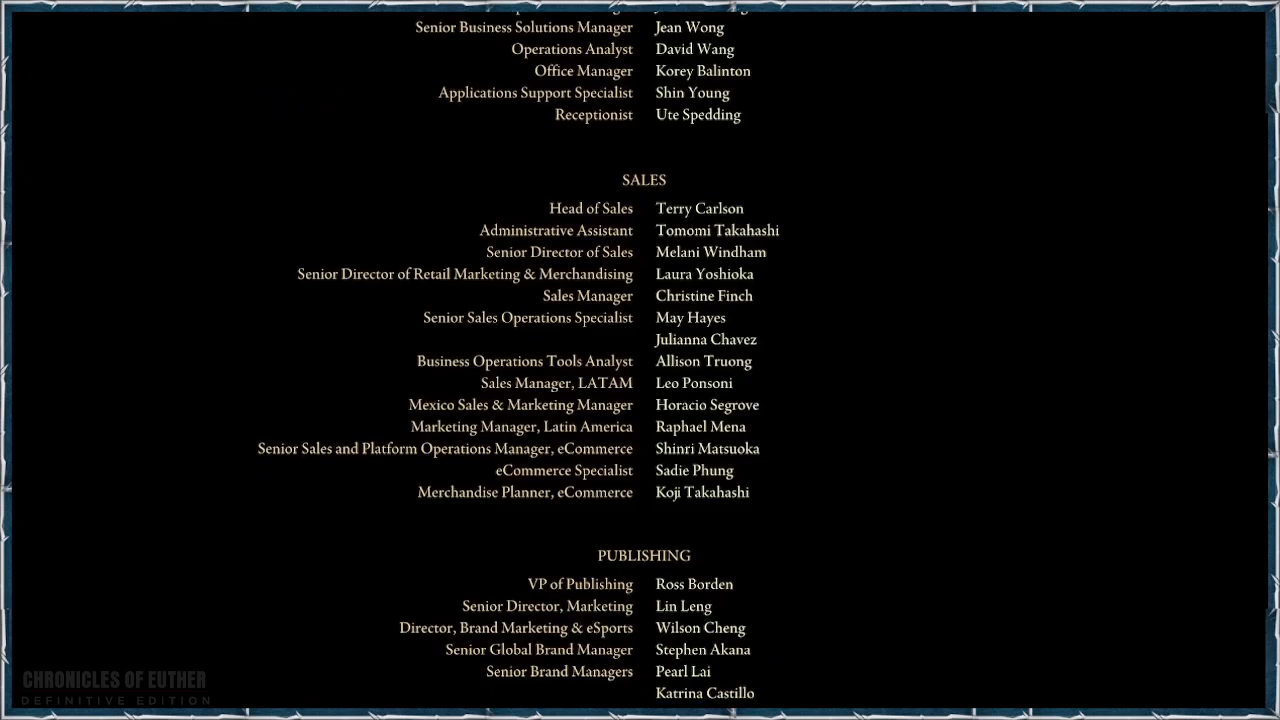 Senior Business Solutions Manager Jean Wong
Operations Analyst David Wang
Office Manager Korey Balinton
Applications Support Specialist Shin Young
Receptionist Ute Spedding
SALES
Head of Sales Terry Carlson
Administrative Assistant Tomomi Takahashi
Senior Director of Sales Melani Windham
Senior Director of Retail Marketing & Merchandising Laura Yoshioka
Sales Manager Christine Finch
Senior Sales Operations Specialist May Hayes
Julianna Chavez
Business Operations Tools Analyst Allison Truong
Sales Manager, LATAM Leo Ponsoni
Mexico Sales & Marketing Manager Horacio Segrove
Marketing Manager, Latin America Raphael Mena
Senior Sales and Platform Operations Manager, eCommerce Shinri Matsuoka
eCommerce Specialist Sadie Phung
Merchandise Planner, eCommerce Koji Takahashi
PUBLISHING
VP of Publishing Ross Borden
Senior Director, Marketing Lin Leng
Director, Brand Marketing & eSports Wilson Cheng
Senior Global Brand Manager Stephen Akana
Senior Brand Managers Pearl Lai
Katrina Castillo
CHRONICLES OF EUTHER
DEFINITIVE EDITION